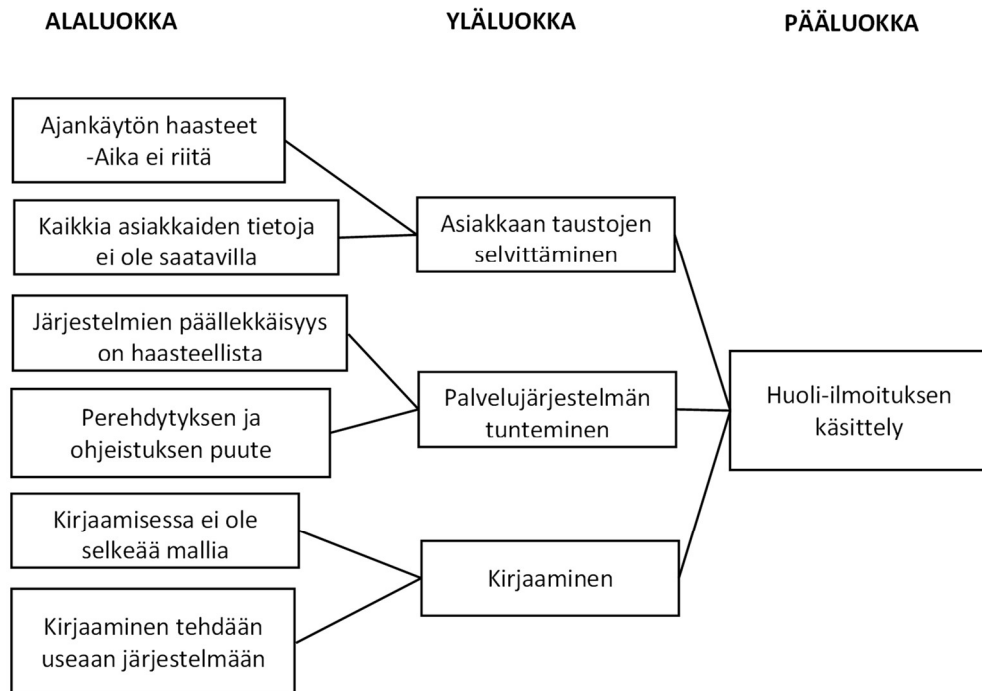 ALALUOKKA
YLÄLUOKKA
PÄÄLUOKKA
Ajankäytön haasteet
-Aika ei riitä
Kaikkia asiakkaiden tietoja
ei ole saatavilla
Järjestelmien päällekkäisyys
on haasteellista
Perehdytyksen ja
ohjeistuksen puute
Kirjaamisessa ei ole
selkeää mallia
Kirjaaminen tehdään
useaan järjestelmään
Asiakkaan taustojen
selvittäminen
Palvelujärjestelmän
tunteminen
Kirjaaminen
Huoli-ilmoituksen
käsittely